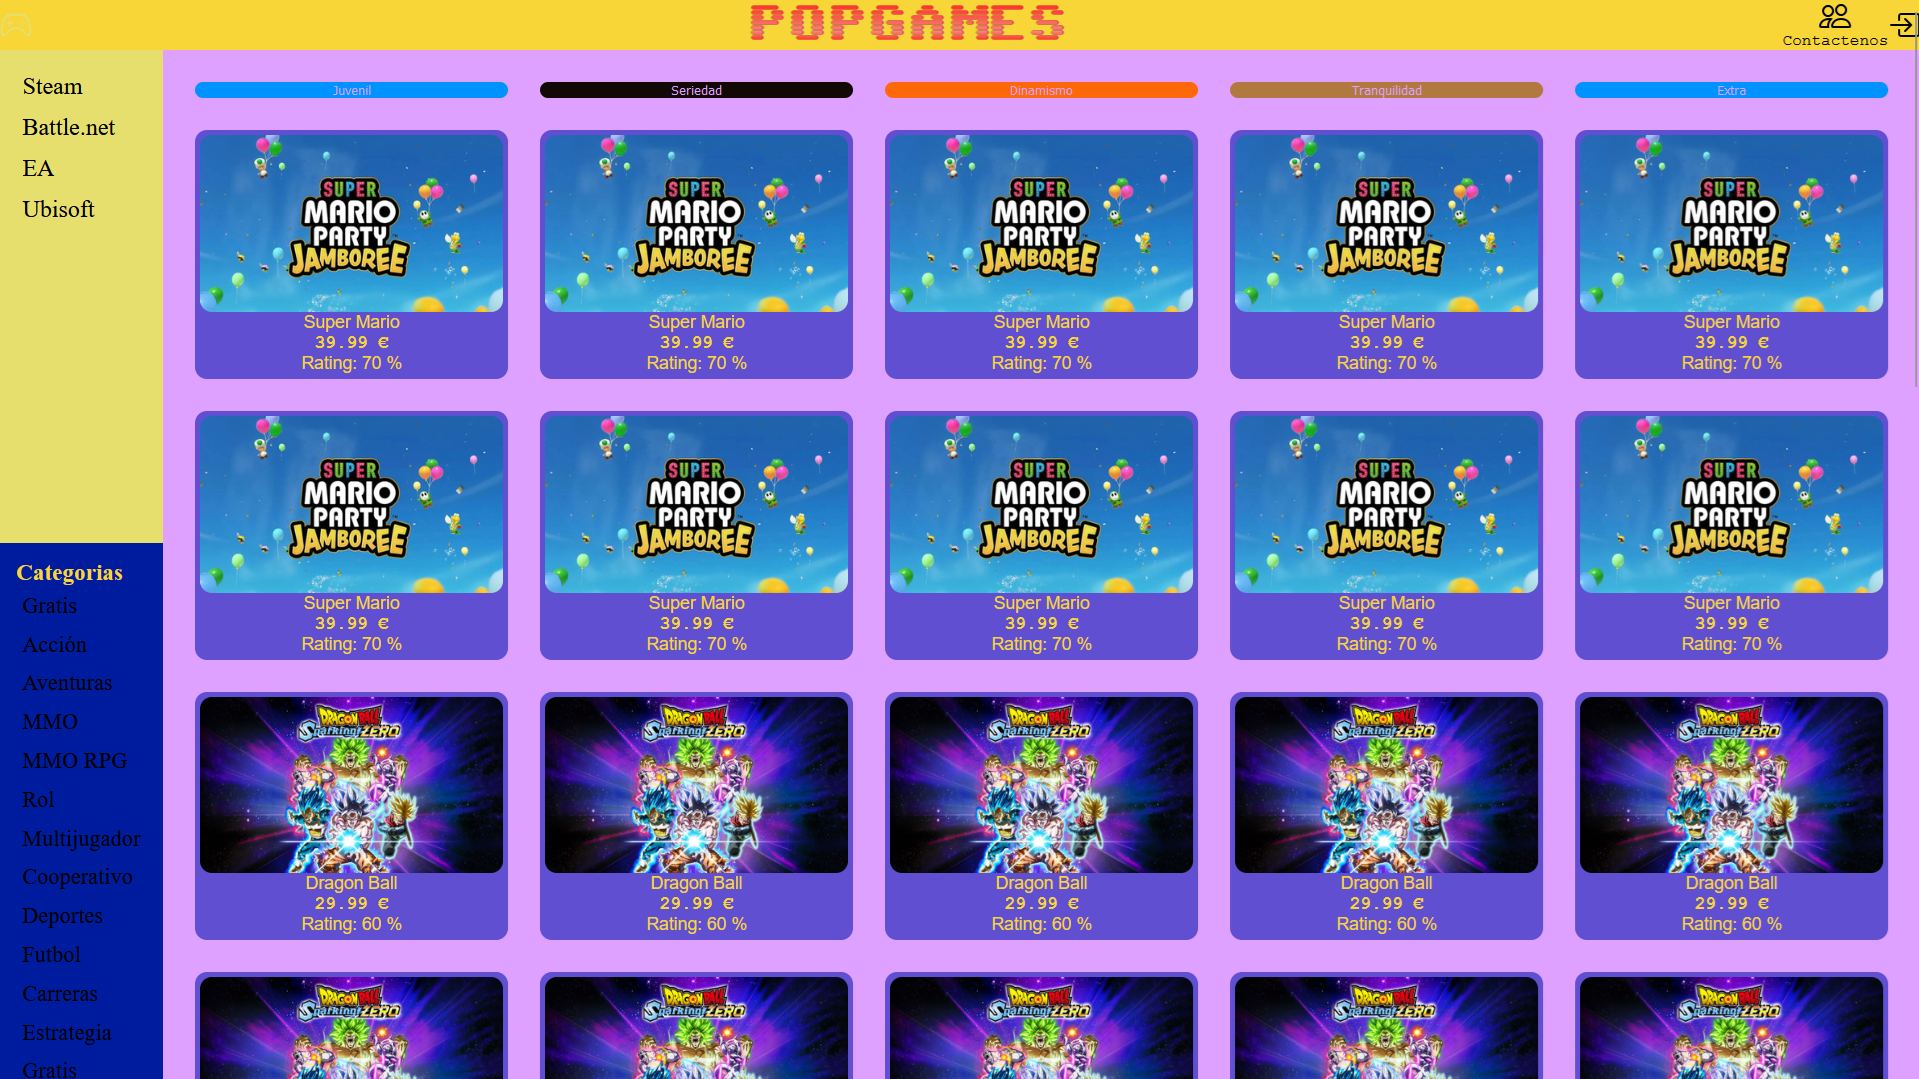 POPGAMES
Contactenos
Steam
Battle.net
EA
Ubisoft
Categorias
Gratis
Acción
Aventuras
MMO
MMO RPG
Rol
Multijugador
Cooperativo
Deportes
Futbol
Carreras
Estrategia
Gratis
Juvenil Seriedad Dinamismo Tranquilidad Extra
SUPER SUPER SUPER SUPER SUPER
MARIO MARIO MARIO MARIO MARIO
PARTY PARTY PARTY PARTY PARTY
JAMBOREE JAMBOREE JAMBOREE JAMBOREE JAMBOREE
Super Mario Super Mario Super Mario Super Mario Super Mario
39.99 € 39.99 € 39.99 € 39.99 € 39.99 €
Rating: 70 % Rating: 70 % Rating: 70 % Rating: 70 % Rating: 70 %
SUPER SUPER SUPER SUPER SUPER
MARIO MARIO MARIO MARIO MARIO
PARTY PARTY PARTY PARTY PARTY
JAMBOREE JAMBOREE JAMBOREE JAMBOREE JAMBOREE
Super Mario Super Mario Super Mario Super Mario Super Mario
39.99 € 39.99 € 39.99 € 39.99 € 39.99 €
Rating: 70 % Rating: 70 % Rating: 70 % Rating: 70 % Rating: 70 %
DRAGON BALL DRAGON BALL DRAGON BALL DRAGON BALL DRAGON BALL
Sparking! ZERO Sparking! ZERO Sparking! ZERO Sparking! ZERO Sparking! ZERO
Dragon Ball Dragon Ball Dragon Ball Dragon Ball Dragon Ball
29.99 € 29.99 € 29.99 € 29.99 € 29.99 €
Rating: 60 % Rating: 60 % Rating: 60 % Rating: 60 % Rating: 60 %
DRAGON BALL DRAGON BALL DRAGON BALL DRAGON BALL DRAGON BALL
Sparking! ZERO Sparking! ZERO Sparking! ZERO Sparking! ZERO Sparking! ZERO